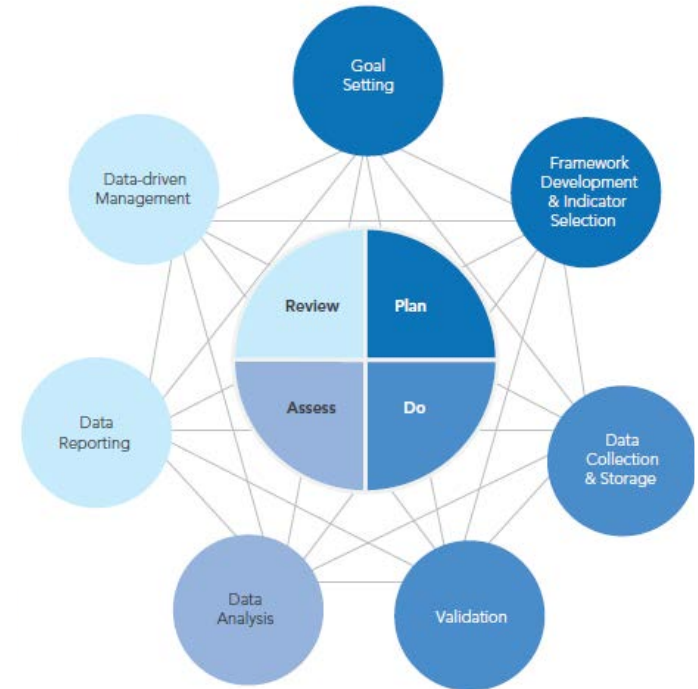 Goal
Setting
Framework
Development
& Indicator
Selection
Data-driven
Management
Review
Plan
Assess
Do
Data
Reporting
Data
Collection
& Storage
Data
Analysis
Validation